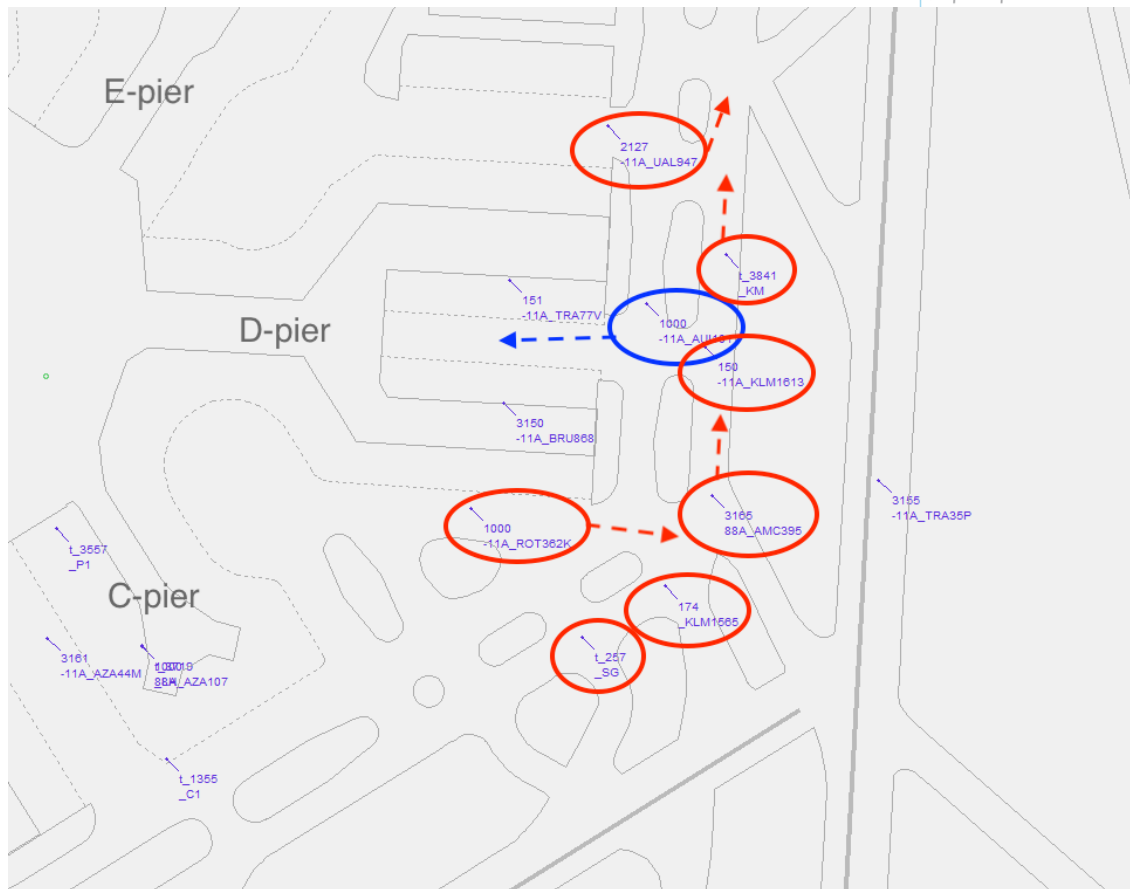 E-pier
2127
-11A_UAL947
t_3841
_KM
151
-11A_TRA77V
1000
D-pier
150
-11A_KLM1613
3150
-11A_BRU868
3155
-11A_TRA35P
3165
88A_AMC395
1000
-11A_ROT362K
t_3557
_P1
C-pier
174
_KLM1565
3161
-11A_AZA44M
t_257
_SG
t_1355
_C1